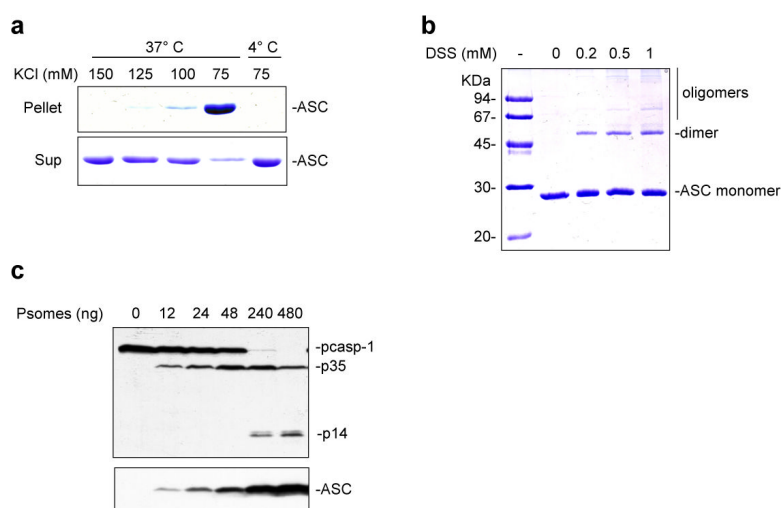 a
37° C 4° C
KCl (mM) 150 125 100 75 75
Pellet -ASC
Sup -ASC
b
DSS (mM) - 0 0.2 0.5 1
KDa
94-
67-
45-
30-
20-
oligomers
-dimer
-ASC monomer
c
Psomes (ng) 0 12 24 48 240 480
-pcasp-1
-p35
-p14
-ASC